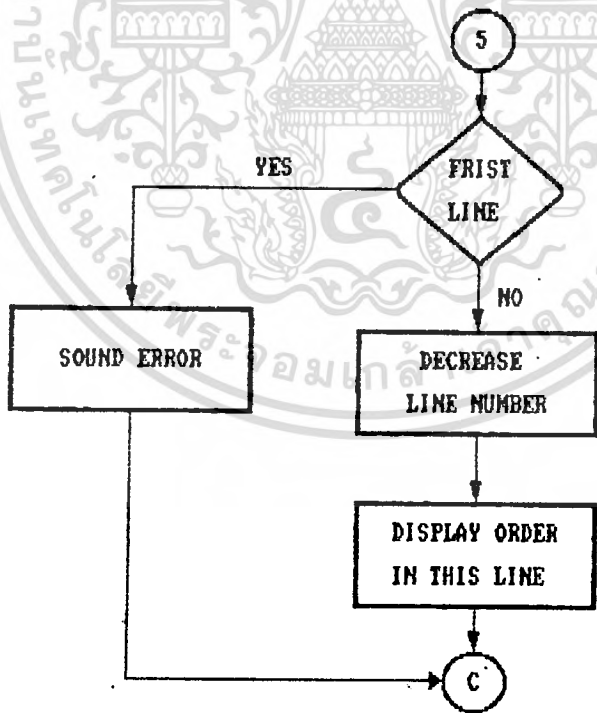 5
FRIST
LINE
YES
NO
SOUND ERROR
DECREASE
LINE NUMBER
DISPLAY ORDER
IN THIS LINE
C